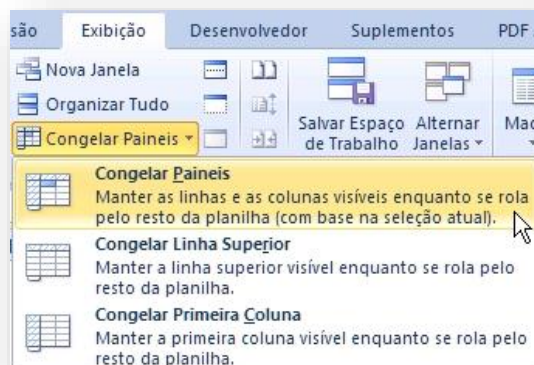 são Exibição Desenvolvedor Suplementos PDF
Nova Janela
Organizar Tudo
Congelar Paineis
Salvar Espaço de Trabalho
Alternar Janelas
Congelar Paineis
Manter as linhas e as colunas visíveis enquanto se rola
pelo resto da planilha (com base na seleção atual).
Congelar Linha Superior
Manter a linha superior visível enquanto se rola pelo
resto da planilha.
Congelar Primeira Coluna
Manter a primeira coluna visível enquanto se rola pelo
resto da planilha.